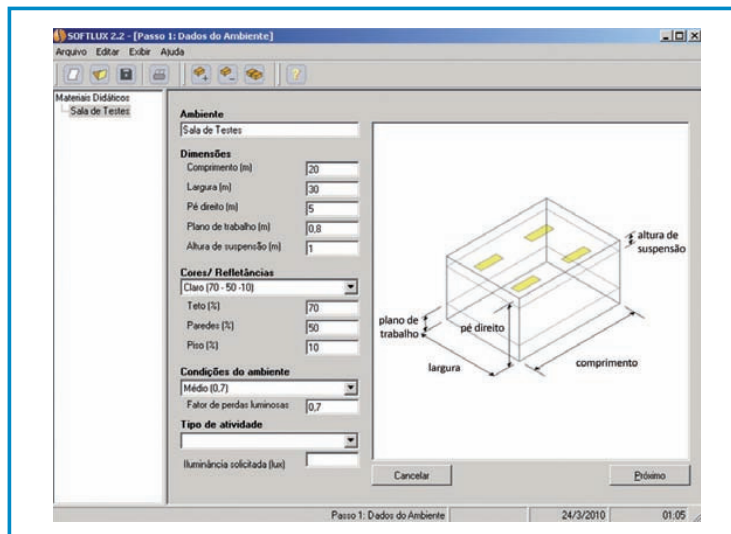 SOFTLUX 2.2 - [Passo 1: Dados do Ambiente]
Arquivo Editar Exibir Ajuda
Materiais Didáticos
Sala de Testes
Ambiente
Sala de Testes
Dimensões
Comprimento (m) 20
Largura (m) 30
Pé direito (m) 5
Plano de trabalho (m) 0,8
Altura de suspensão (m) 1
Cores/ Refletâncias
Claro (70 - 50 -10)
Teto (%) 70
Paredes (%) 50
Piso (%) 10
Condições do ambiente
Médio (0,7)
Fator de perdas luminosas 0,7
Tipo de atividade
Iluminância solicitada (lux)
altura de
suspensão
plano de
trabalho
pé direito
largura
comprimento
Cancelar
Próximo
Passo 1: Dados do Ambiente 24/3/2010 01:05